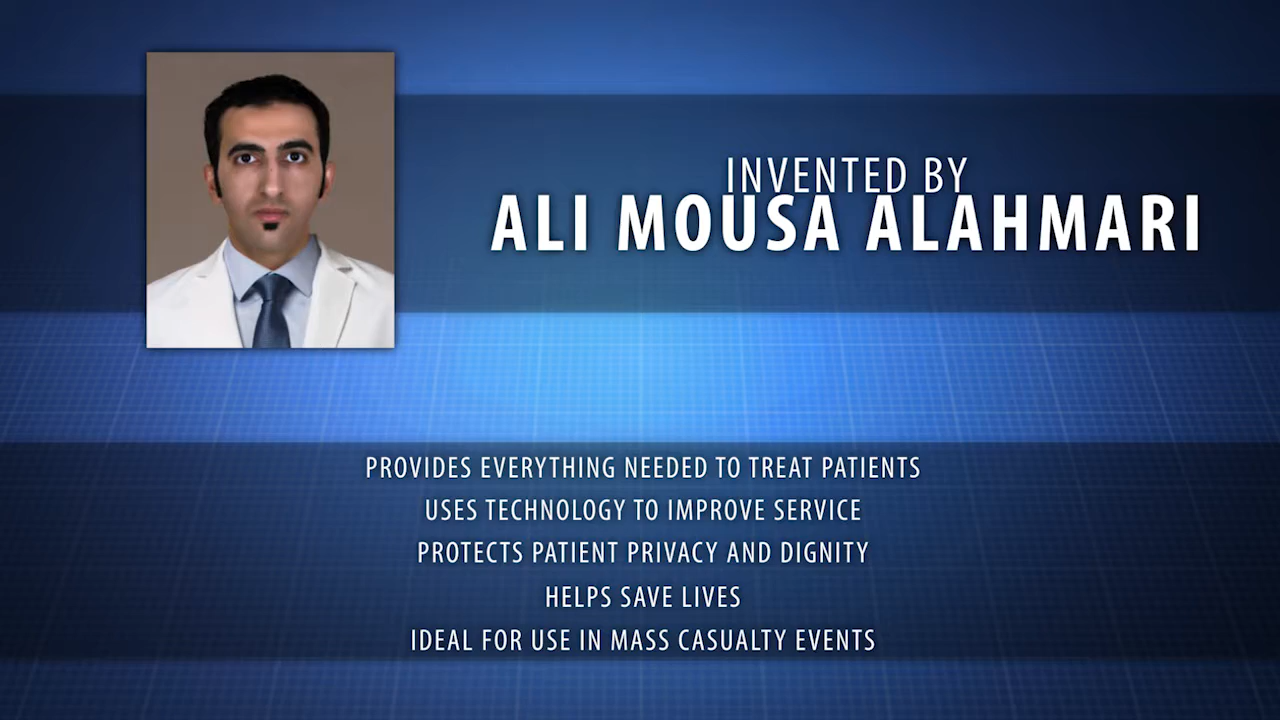 INVENTED BY
ALI MOUSA ALAHMARI
PROVIDES EVERYTHING NEEDED TO TREAT PATIENTS
USES TECHNOLOGY TO IMPROVE SERVICE
PROTECTS PATIENT PRIVACY AND DIGNITY
HELPS SAVE LIVES
IDEAL FOR USE IN MASS CASUALTY EVENTS